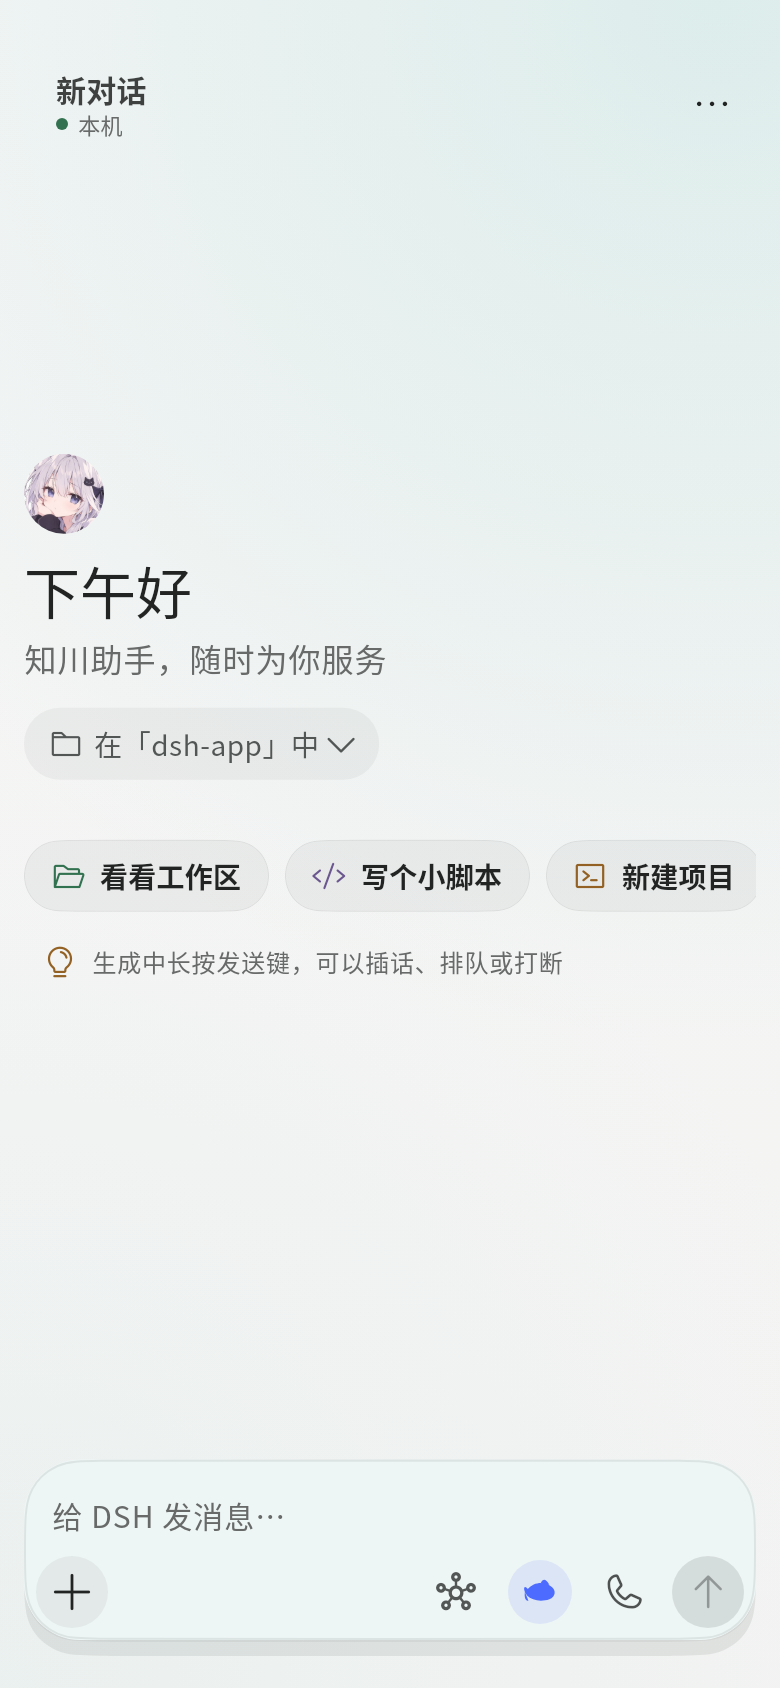 新对话
本机
下午好
知川助手，随时为你服务
在「dsh-app」中
看看工作区
写个小脚本
新建项目
生成中长按发送键，可以插话、排队或打断
给 DSH 发消息…